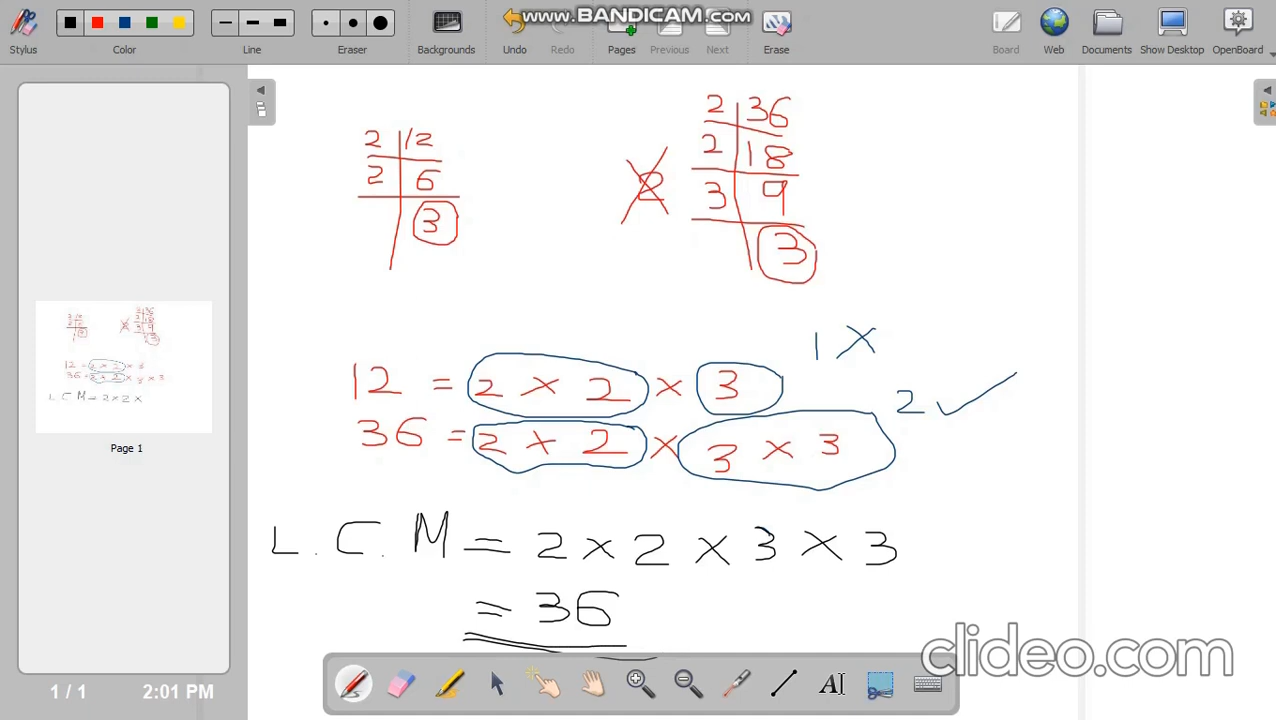 www.BANDICAM.com
Stylus Color Line Eraser Backgrounds Undo Redo Pages Previous Next Erase Board Web Documents Show Desktop OpenBoard
2 12
2 6
3
2
2 36
2 18
3 9
3
1 ×
12 = 2 × 2 × 3
2 ✓
36 = 2 × 2 × 3 × 3
L.C.M = 2 × 2 × 3 × 3
= 36
Page 1
1 / 1 2:01 PM
clideo.com